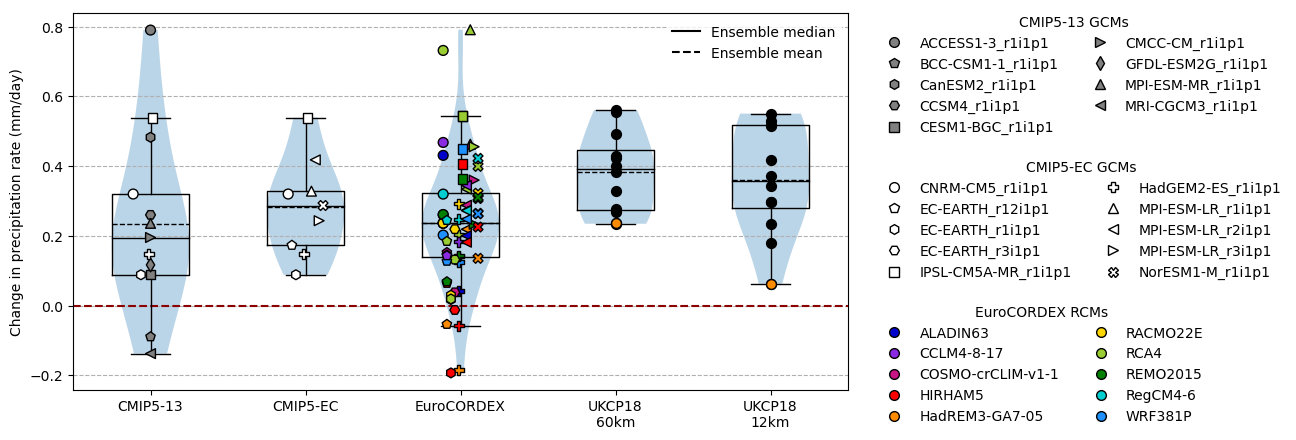 Change in precipitation rate (mm/day)
0.8
0.6
0.4
0.2
0.0
−0.2
Ensemble median
Ensemble mean
CMIP5-13
CMIP5-EC
EuroCORDEX
UKCP18
60km
UKCP18
12km
CMIP5-13 GCMs
ACCESS1-3_r1i1p1
BCC-CSM1-1_r1i1p1
CanESM2_r1i1p1
CCSM4_r1i1p1
CESM1-BGC_r1i1p1
CMCC-CM_r1i1p1
GFDL-ESM2G_r1i1p1
MPI-ESM-MR_r1i1p1
MRI-CGCM3_r1i1p1
CMIP5-EC GCMs
CNRM-CM5_r1i1p1
EC-EARTH_r12i1p1
EC-EARTH_r1i1p1
EC-EARTH_r3i1p1
IPSL-CM5A-MR_r1i1p1
HadGEM2-ES_r1i1p1
MPI-ESM-LR_r1i1p1
MPI-ESM-LR_r2i1p1
MPI-ESM-LR_r3i1p1
NorESM1-M_r1i1p1
EuroCORDEX RCMs
ALADIN63
CCLM4-8-17
COSMO-crCLIM-v1-1
HIRHAM5
HadREM3-GA7-05
RACMO22E
RCA4
REMO2015
RegCM4-6
WRF381P